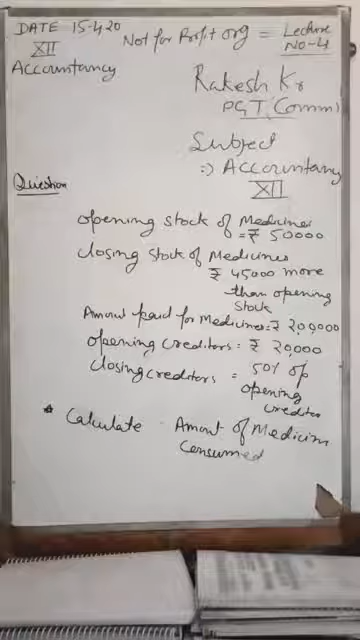 DATE 15-4-20
Not for Profit org = Lecture No-4
XII
Accountancy
Rakesh Kr
PGT (Comm)
Subject
=) Accountancy
XII
Question
opening stock of Medicines
= ₹ 50000
closing stock of Medicines
₹ 45000 more
than opening
stock
Amount paid for Medicines = ₹ 200000
opening creditors = ₹ 20,000
closing creditors = 50% of
opening
creditor
* Calculate - Amount of Medicine
Consumed